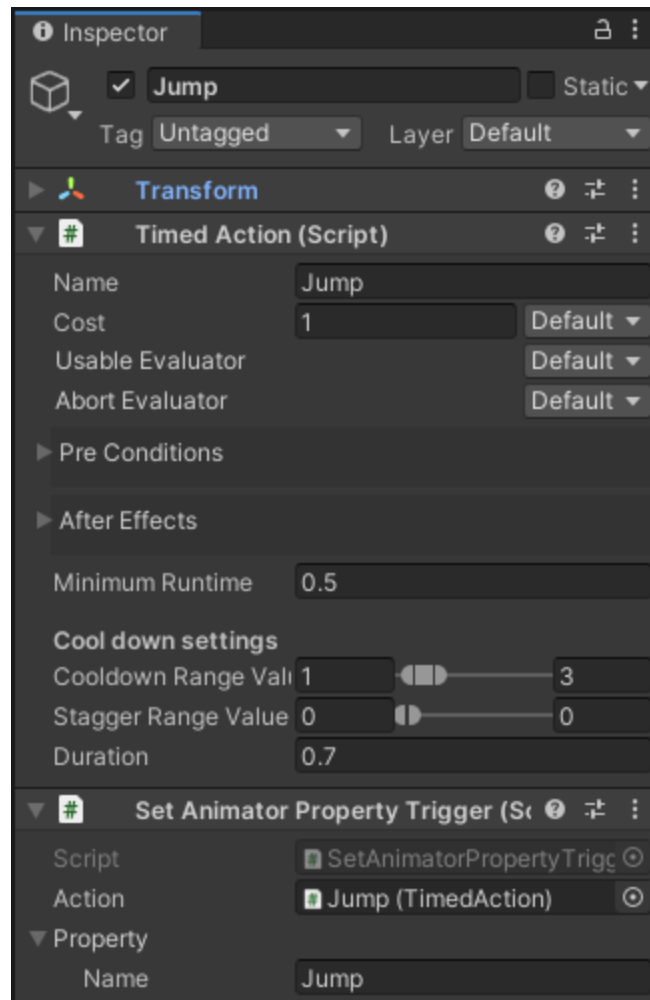 Inspector
Jump
Static
Tag Untagged Layer Default
Transform
# Timed Action (Script)
Name Jump
Cost 1 Default
Usable Evaluator Default
Abort Evaluator Default
Pre Conditions
After Effects
Minimum Runtime 0.5
Cool down settings
Cooldown Range Valu 1 3
Stagger Range Value 0 0
Duration 0.7
# Set Animator Property Trigger (Sc
Script # SetAnimatorPropertyTrigg
Action # Jump (TimedAction)
Property
Name Jump